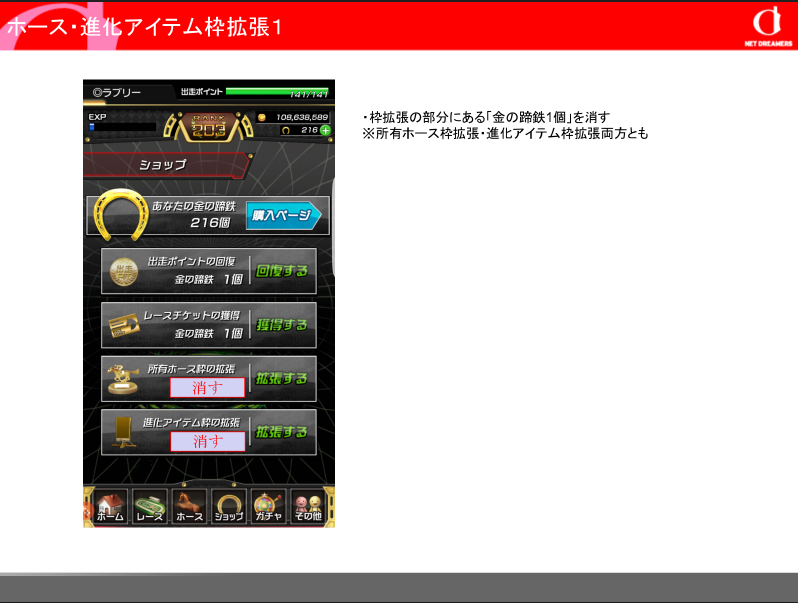 ホース・進化アイテム枠拡張1
NET DREAMERS
◎ラブリー
出走ポイント
141/141
EXP
RANK
203
108,638,589
216
ショップ
あなたの金の蹄鉄
216個
購入ページ
出走ポイントの回復
金の蹄鉄 1個
回復する
レースチケットの獲得
金の蹄鉄 1個
獲得する
所有ホース枠の拡張
消す
拡張する
進化アイテム枠の拡張
消す
拡張する
ホーム
レース
ホース
ショップ
ガチャ
その他
・枠拡張の部分にある「金の蹄鉄1個」を消す
※所有ホース枠拡張・進化アイテム枠拡張両方とも